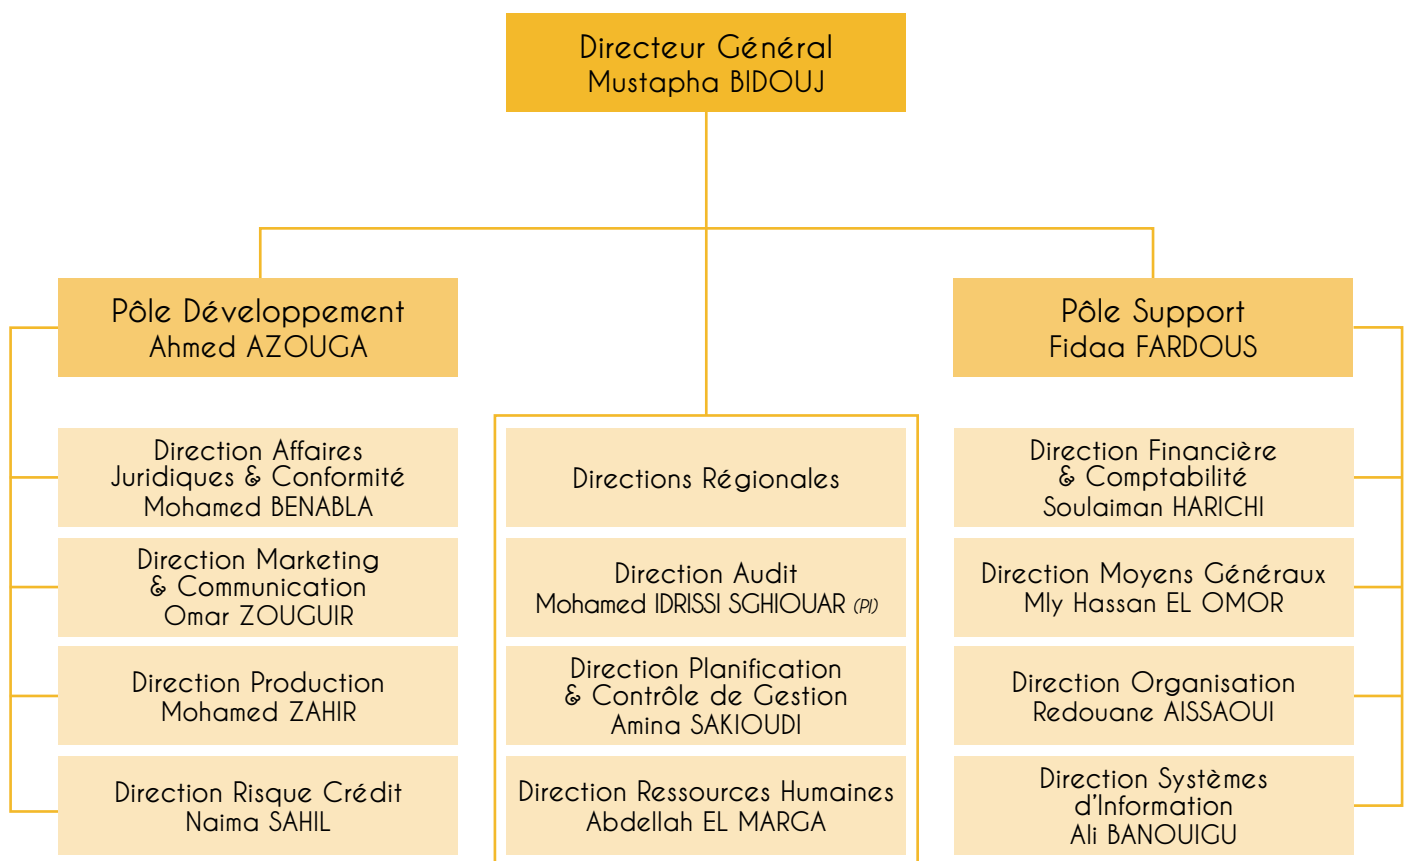 Directeur Général
Mustapha BIDOUJ
Pôle Développement
Ahmed AZOUGA
Pôle Support
Fidaa FARDOUS
Direction Affaires
Juridiques & Conformité
Mohamed BENABLA
Direction Marketing
& Communication
Omar ZOUGUIR
Direction Production
Mohamed ZAHIR
Direction Risque Crédit
Naima SAHIL
Directions Régionales
Direction Audit
Mohamed IDRISSI SGHIOUAR (PI)
Direction Planification
& Contrôle de Gestion
Amina SAKIOUDI
Direction Ressources Humaines
Abdellah EL MARGA
Direction Financière
& Comptabilité
Soulaiman HARICHI
Direction Moyens Généraux
Mly Hassan EL OMOR
Direction Organisation
Redouane AISSAOUI
Direction Systèmes
d'Information
Ali BANOUIGU